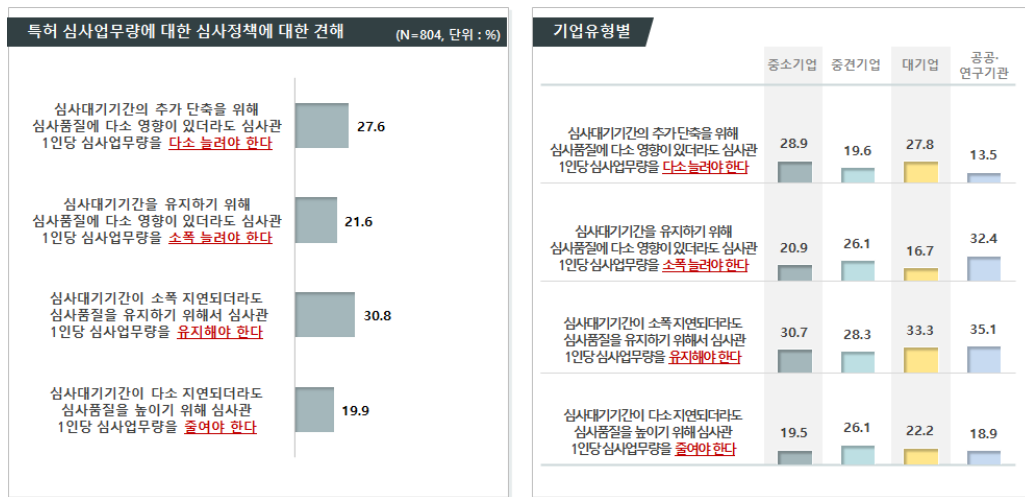 특허 심사업무량에 대한 심사정책에 대한 견해 (N=804, 단위 : %)
심사대기기간의 추가 단축을 위해
심사품질에 다소 영향이 있더라도 심사관
1인당 심사업무량을 다소 늘려야 한다
27.6
심사대기기간을 유지하기 위해
심사품질에 다소 영향이 있더라도 심사관
1인당 심사업무량을 소폭 늘려야 한다
21.6
심사대기기간이 소폭 지연되더라도
심사품질을 유지하기 위해서 심사관
1인당 심사업무량을 유지해야 한다
30.8
심사대기기간이 다소 지연되더라도
심사품질을 높이기 위해 심사관
1인당 심사업무량을 줄여야 한다
19.9
기업유형별
중소기업 중견기업 대기업 공공·
연구기관
심사대기기간의 추가 단축을 위해
심사품질에 다소 영향이 있더라도 심사관
1인당 심사업무량을 다소 늘려야 한다
28.9 19.6 27.8 13.5
심사대기기간을 유지하기 위해
심사품질에 다소 영향이 있더라도 심사관
1인당 심사업무량을 소폭 늘려야 한다
20.9 26.1 16.7 32.4
심사대기기간이 소폭 지연되더라도
심사품질을 유지하기 위해서 심사관
1인당 심사업무량을 유지해야 한다
30.7 28.3 33.3 35.1
심사대기기간이 다소 지연되더라도
심사품질을 높이기 위해 심사관
1인당 심사업무량을 줄여야 한다
19.5 26.1 22.2 18.9